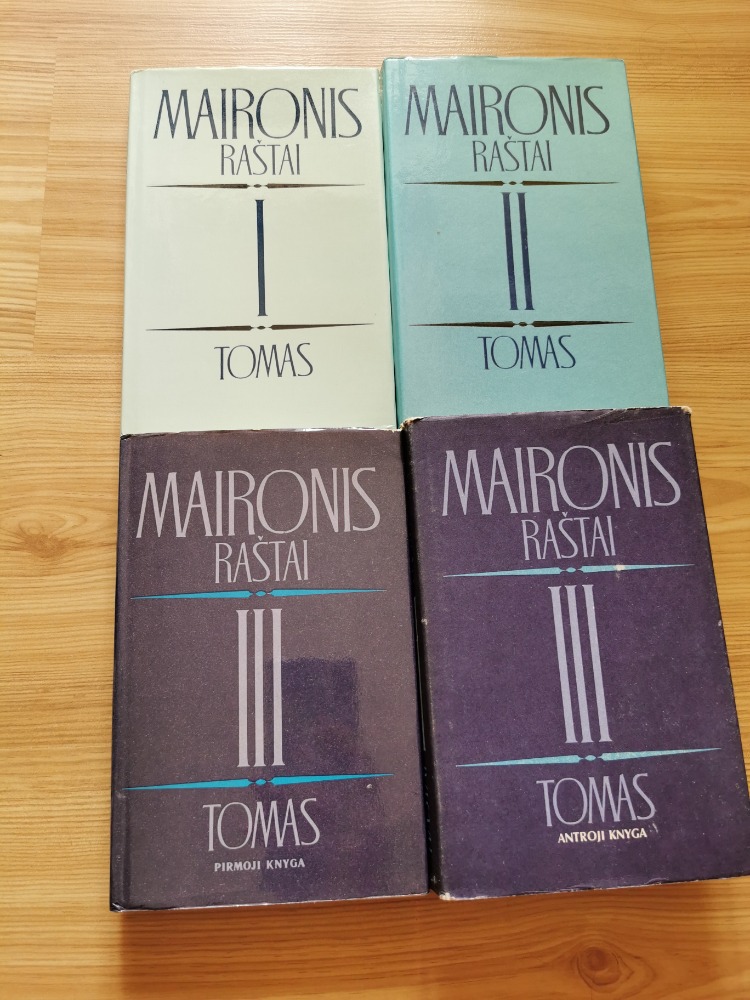 MAIRONIS
RAŠTAI
I
TOMAS
MAIRONIS
RAŠTAI
II
TOMAS
MAIRONIS
RAŠTAI
III
TOMAS
PIRMOJI KNYGA
MAIRONIS
RAŠTAI
III
TOMAS
ANTROJI KNYGA